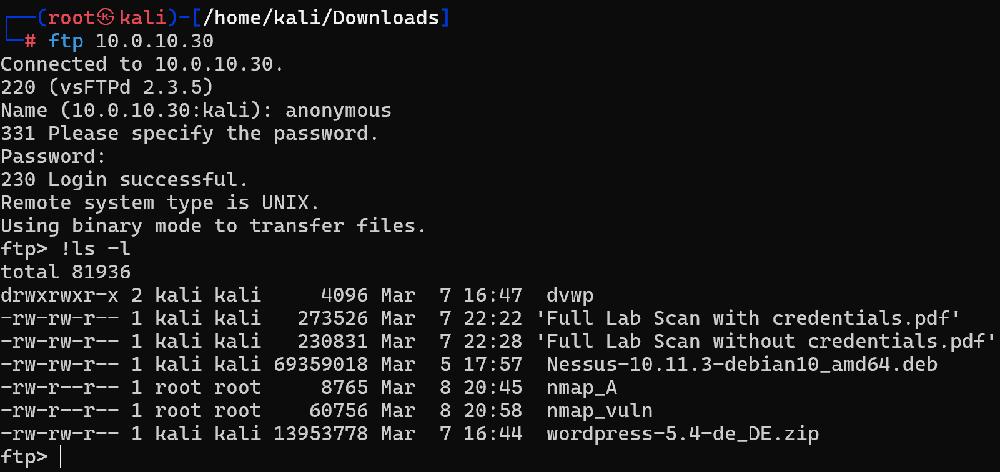 ┌──(root㉿kali)-[/home/kali/Downloads]
└─# ftp 10.0.10.30
Connected to 10.0.10.30.
220 (vsFTPd 2.3.5)
Name (10.0.10.30:kali): anonymous
331 Please specify the password.
Password:
230 Login successful.
Remote system type is UNIX.
Using binary mode to transfer files.
ftp> !ls -l
total 81936
drwxrwxr-x 2 kali kali     4096 Mar  7 16:47  dvwp
-rw-rw-r-- 1 kali kali   273526 Mar  7 22:22 'Full Lab Scan with credentials.pdf'
-rw-rw-r-- 1 kali kali   230831 Mar  7 22:28 'Full Lab Scan without credentials.pdf'
-rw-rw-r-- 1 kali kali 69359018 Mar  5 17:57  Nessus-10.11.3-debian10_amd64.deb
-rw-r--r-- 1 root root     8765 Mar  8 20:45  nmap_A
-rw-r--r-- 1 root root    60756 Mar  8 20:58  nmap_vuln
-rw-rw-r-- 1 kali kali 13953778 Mar  7 16:44  wordpress-5.4-de_DE.zip
ftp>